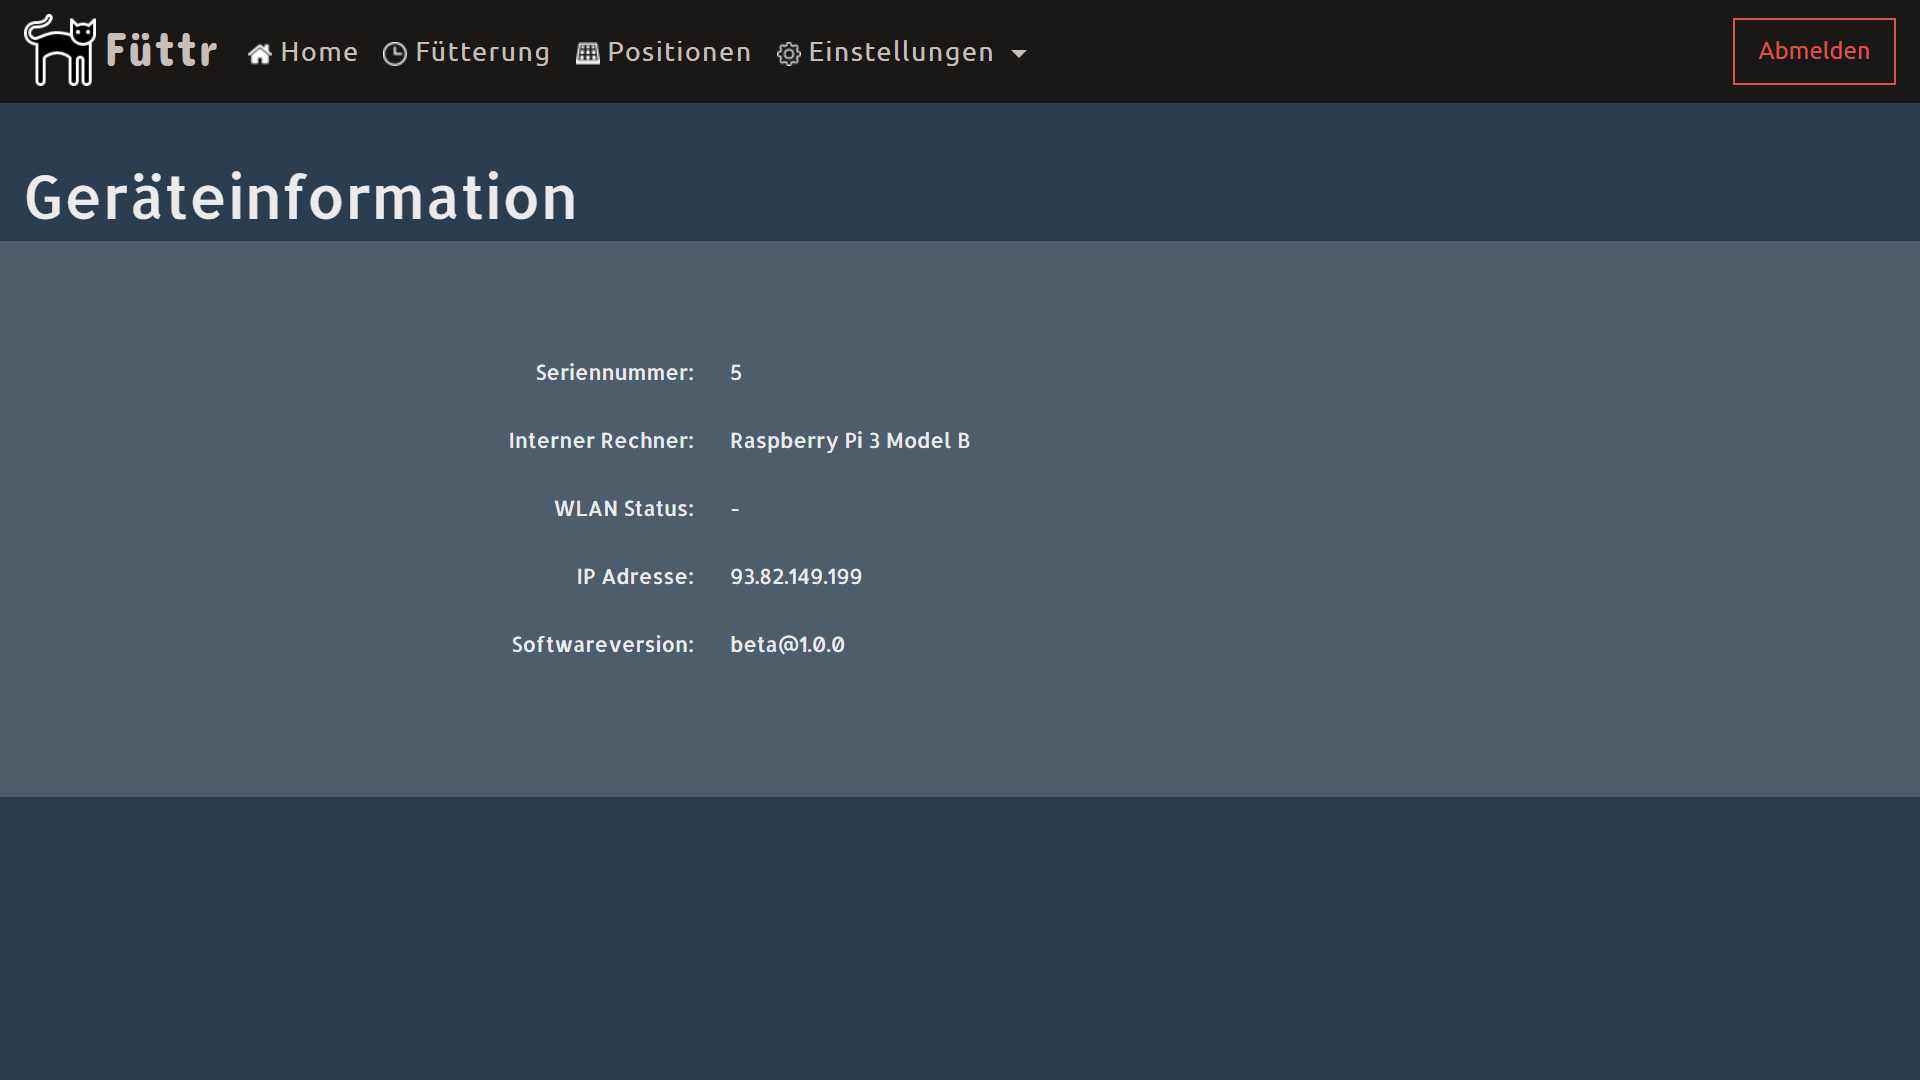 Füttr Home Fütterung Positionen Einstellungen Abmelden
Geräteinformation
Seriennummer: 5
Interner Rechner: Raspberry Pi 3 Model B
WLAN Status: -
IP Adresse: 93.82.149.199
Softwareversion: beta@1.0.0